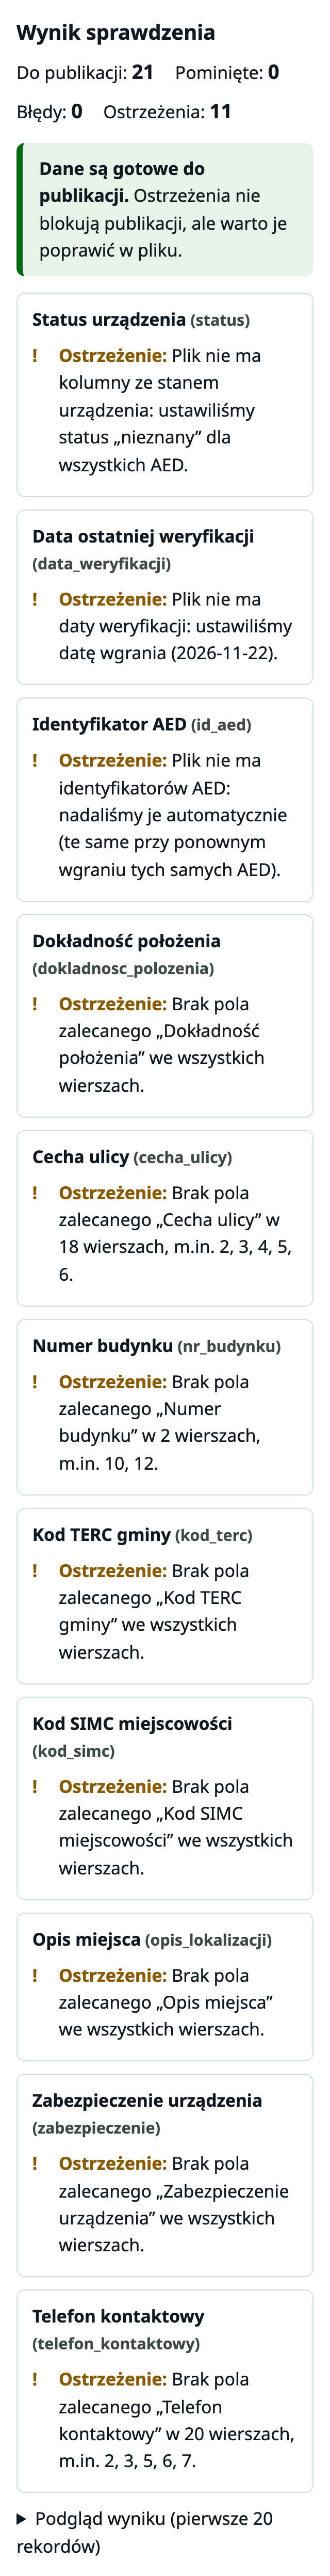 Wynik sprawdzenia
Do publikacji: 21 Pominięte: 0
Błędy: 0 Ostrzeżenia: 11
Dane są gotowe do
publikacji. Ostrzeżenia nie
blokują publikacji, ale warto je
poprawić w pliku.
Status urządzenia (status)
! Ostrzeżenie: Plik nie ma
kolumny ze stanem
urządzenia: ustawiliśmy
status „nieznany” dla
wszystkich AED.
Data ostatniej weryfikacji
(data_weryfikacji)
! Ostrzeżenie: Plik nie ma
daty weryfikacji: ustawiliśmy
datę wgrania (2026-11-22).
Identyfikator AED (id_aed)
! Ostrzeżenie: Plik nie ma
identyfikatorów AED:
nadaliśmy je automatycznie
(te same przy ponownym
wgraniu tych samych AED).
Dokładność położenia
(dokladnosc_polozenia)
! Ostrzeżenie: Brak pola
zalecanego „Dokładność
położenia” we wszystkich
wierszach.
Cecha ulicy (cecha_ulicy)
! Ostrzeżenie: Brak pola
zalecanego „Cecha ulicy” w
18 wierszach, m.in. 2, 3, 4, 5,
6.
Numer budynku (nr_budynku)
! Ostrzeżenie: Brak pola
zalecanego „Numer
budynku” w 2 wierszach,
m.in. 10, 12.
Kod TERC gminy (kod_terc)
! Ostrzeżenie: Brak pola
zalecanego „Kod TERC
gminy” we wszystkich
wierszach.
Kod SIMC miejscowości
(kod_simc)
! Ostrzeżenie: Brak pola
zalecanego „Kod SIMC
miejscowości” we wszystkich
wierszach.
Opis miejsca (opis_lokalizacji)
! Ostrzeżenie: Brak pola
zalecanego „Opis miejsca”
we wszystkich wierszach.
Zabezpieczenie urządzenia
(zabezpieczenie)
! Ostrzeżenie: Brak pola
zalecanego „Zabezpieczenie
urządzenia” we wszystkich
wierszach.
Telefon kontaktowy
(telefon_kontaktowy)
! Ostrzeżenie: Brak pola
zalecanego „Telefon
kontaktowy” w 20 wierszach,
m.in. 2, 3, 5, 6, 7.
▶ Podgląd wyniku (pierwsze 20
rekordów)